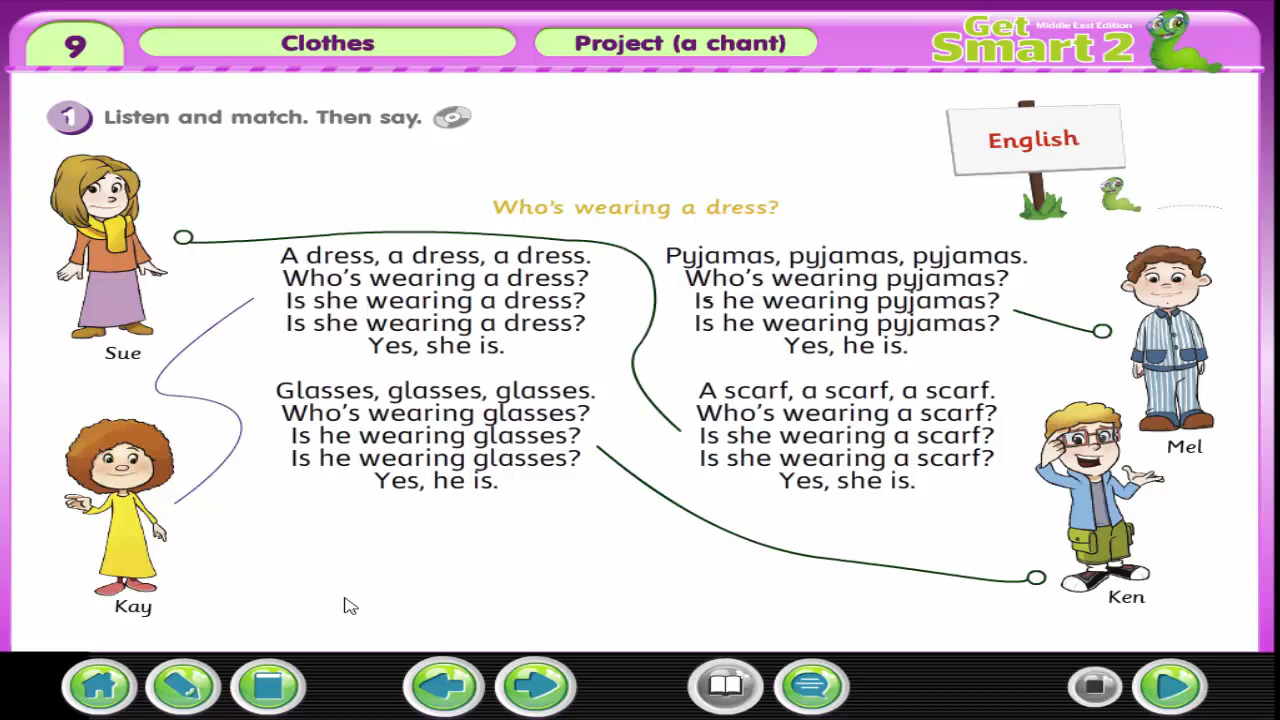 9
Clothes
Project (a chant)
Get
Middle East Edition
Smart 2
1 Listen and match. Then say.
English
Who's wearing a dress?
A dress, a dress, a dress.
Who's wearing a dress?
Is she wearing a dress?
Is she wearing a dress?
Yes, she is.
Pyjamas, pyjamas, pyjamas.
Who's wearing pyjamas?
Is he wearing pyjamas?
Is he wearing pyjamas?
Yes, he is.
Glasses, glasses, glasses.
Who's wearing glasses?
Is he wearing glasses?
Is he wearing glasses?
Yes, he is.
A scarf, a scarf, a scarf.
Who's wearing a scarf?
Is she wearing a scarf?
Is she wearing a scarf?
Yes, she is.
Sue
Mel
Kay
Ken